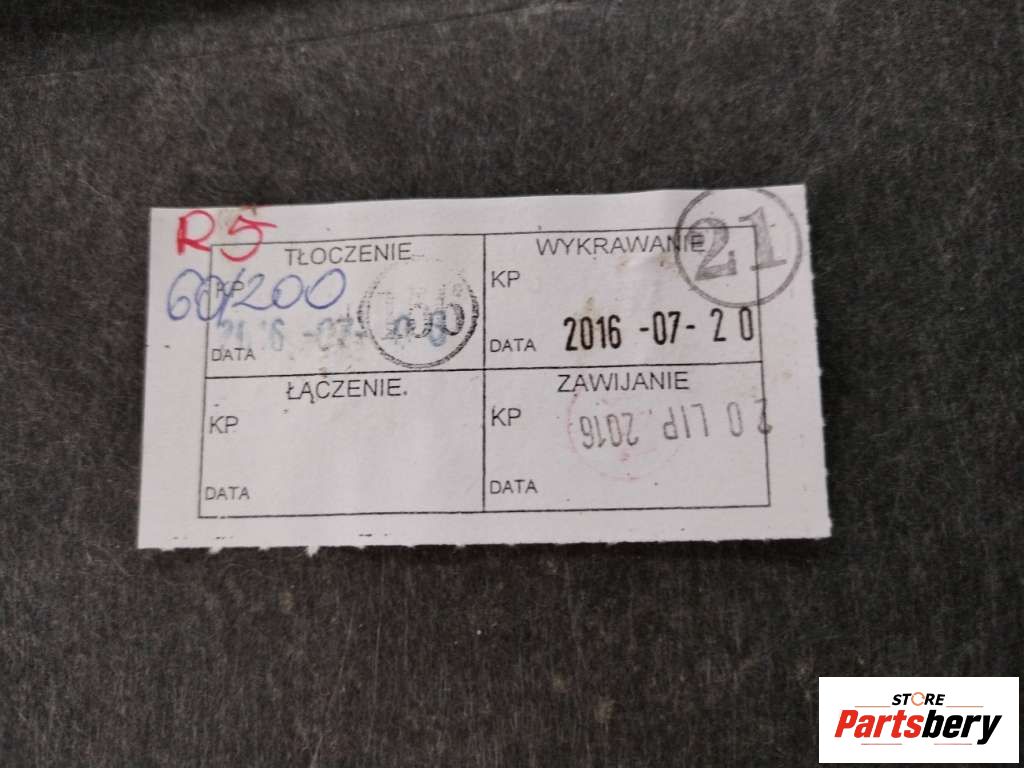 R5
TŁOCZENIE
KP
60/200
DATA
WYKRAWANIE
21
KP
DATA 2016 -07- 20
ŁĄCZENIE.
KP
DATA
ZAWIJANIE
KP
20 LIP. 2016
DATA
STORE
Partsbery